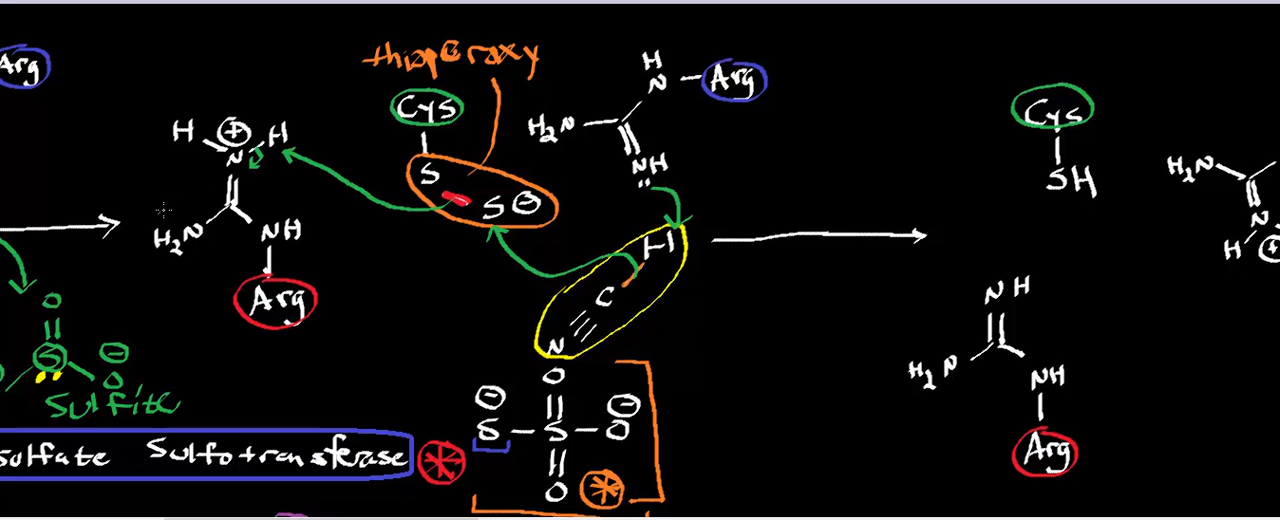 Arg
thioperoxy
H
N – Arg
Cys
H₂N
H ⊕ H
N
S
NH
S ⊖
H₂N
NH
H
C
N
Arg
O
S ⊖
O
Sulfite
O
⊖ ⊖
S – S – O
O
sulfate Sulfotransferase
Cys
SH
H₂N
N
H ⊕
NH
H₂N
NH
Arg